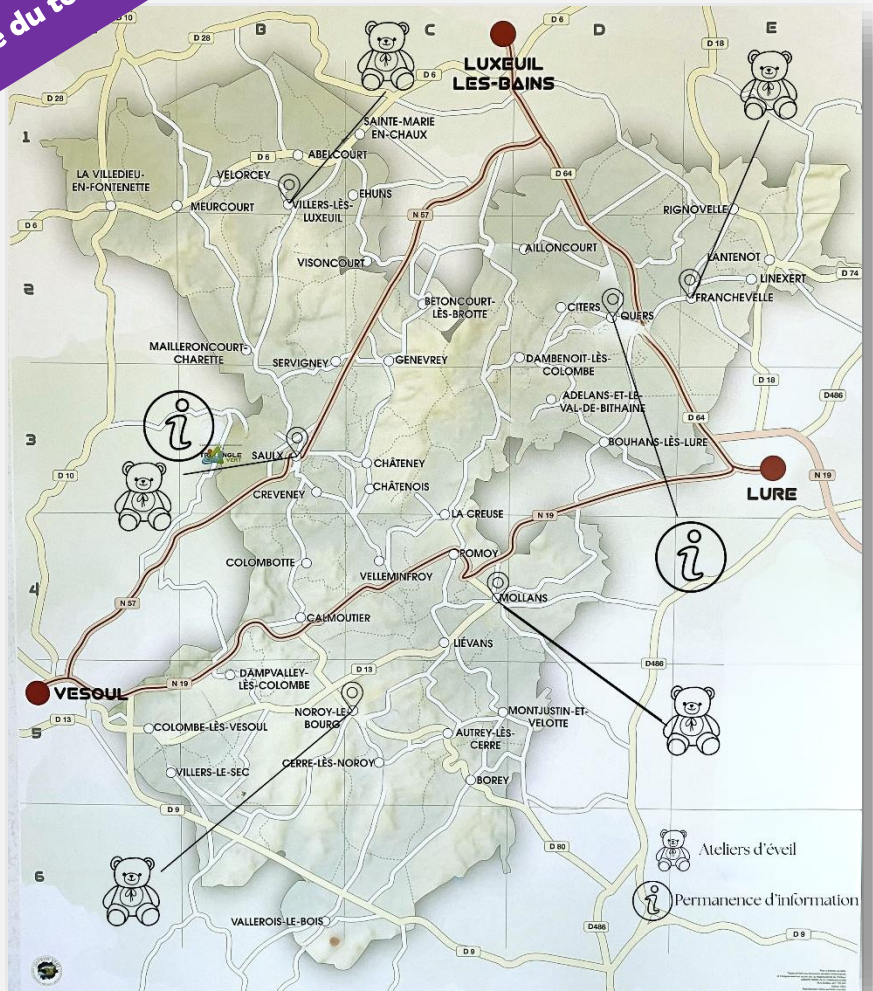 e du te
D 10
B
C
D 6
D
E
D 28
D 18
LUXEUIL
LES-BAINS
D 6
D 28
SAINTE-MARIE
EN-CHAUX
1
ABELCOURT
D 6
LA VILLEDIEU-
EN-FONTENETTE
VELORCEY
D 64
EHUNS
MEURCOURT
VILLERS-LÈS-
LUXEUIL
N 57
RIGNOVELLE
D 6
AILLONCOURT
VISONCOURT
LANTENOT
LINEXERT
D 74
2
BETONCOURT-
LÈS-BROTTE
CITERS
QUERS
FRANCHEVELLE
MAILLERONCOURT-
CHARETTE
SERVIGNEY
GENEVREY
DAMBENOIT-LÈS-
COLOMBE
D 18
D486
ADELANS-ET-LE-
VAL-DE-BITHAINE
D 64
3
i
TRIANGLE
VERT
SAULX
BOUHANS-LÈS-LURE
CHÂTENEY
D 10
LURE
N 19
CHÂTENOIS
CREVENEY
LA CREUSE
N 19
POMOY
i
COLOMBOTTE
VELLEMINFROY
4
MOLLANS
N 57
CALMOUTIER
LIÉVANS
D486
DAMPVALLEY-
LÈS-COLOMBE
D 13
N 19
VESOUL
NOROY-LE-
BOURG
MONTJUSTIN-ET-
VELOTTE
D 13
5
COLOMBE-LÈS-VESOUL
AUTREY-LÈS-
CERRE
CERRE-LÈS-NOROY
VILLERS-LE-SEC
BOREY
D 9
D 80
Ateliers d'éveil
6
i
Permanence d'information
VALLEROIS-LE-BOIS
D486
D 9
D 9